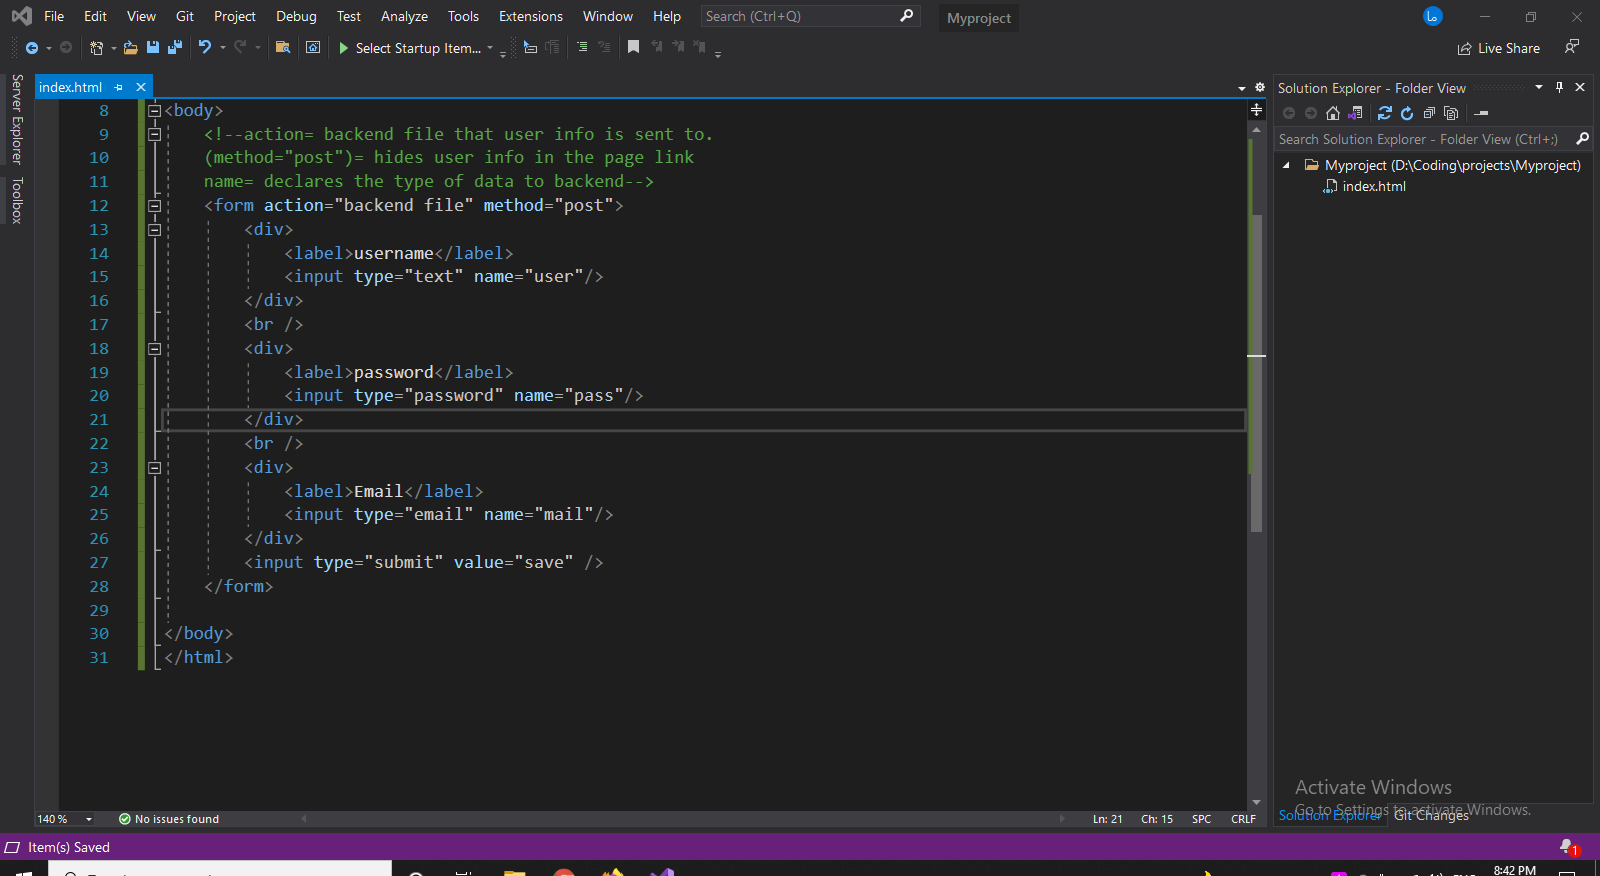 File Edit View Git Project Debug Test Analyze Tools Extensions Window Help Search (Ctrl+Q) Myproject
Select Startup Item... Live Share
Server Explorer
Toolbox
index.html
8 <body>
9 <!--action= backend file that user info is sent to.
10 (method="post")= hides user info in the page link
11 name= declares the type of data to backend-->
12 <form action="backend file" method="post">
13 <div>
14 <label>username</label>
15 <input type="text" name="user"/>
16 </div>
17 <br />
18 <div>
19 <label>password</label>
20 <input type="password" name="pass"/>
21 </div>
22 <br />
23 <div>
24 <label>Email</label>
25 <input type="email" name="mail"/>
26 </div>
27 <input type="submit" value="save" />
28 </form>
29
30 </body>
31 </html>
140 % No issues found Ln: 21 Ch: 15 SPC CRLF
Solution Explorer - Folder View
Search Solution Explorer - Folder View (Ctrl+;)
Myproject (D:\Coding\projects\Myproject)
index.html
Activate Windows
Go to Settings to activate Windows.
Solution Explorer Git Changes
Item(s) Saved
1
8:42 PM